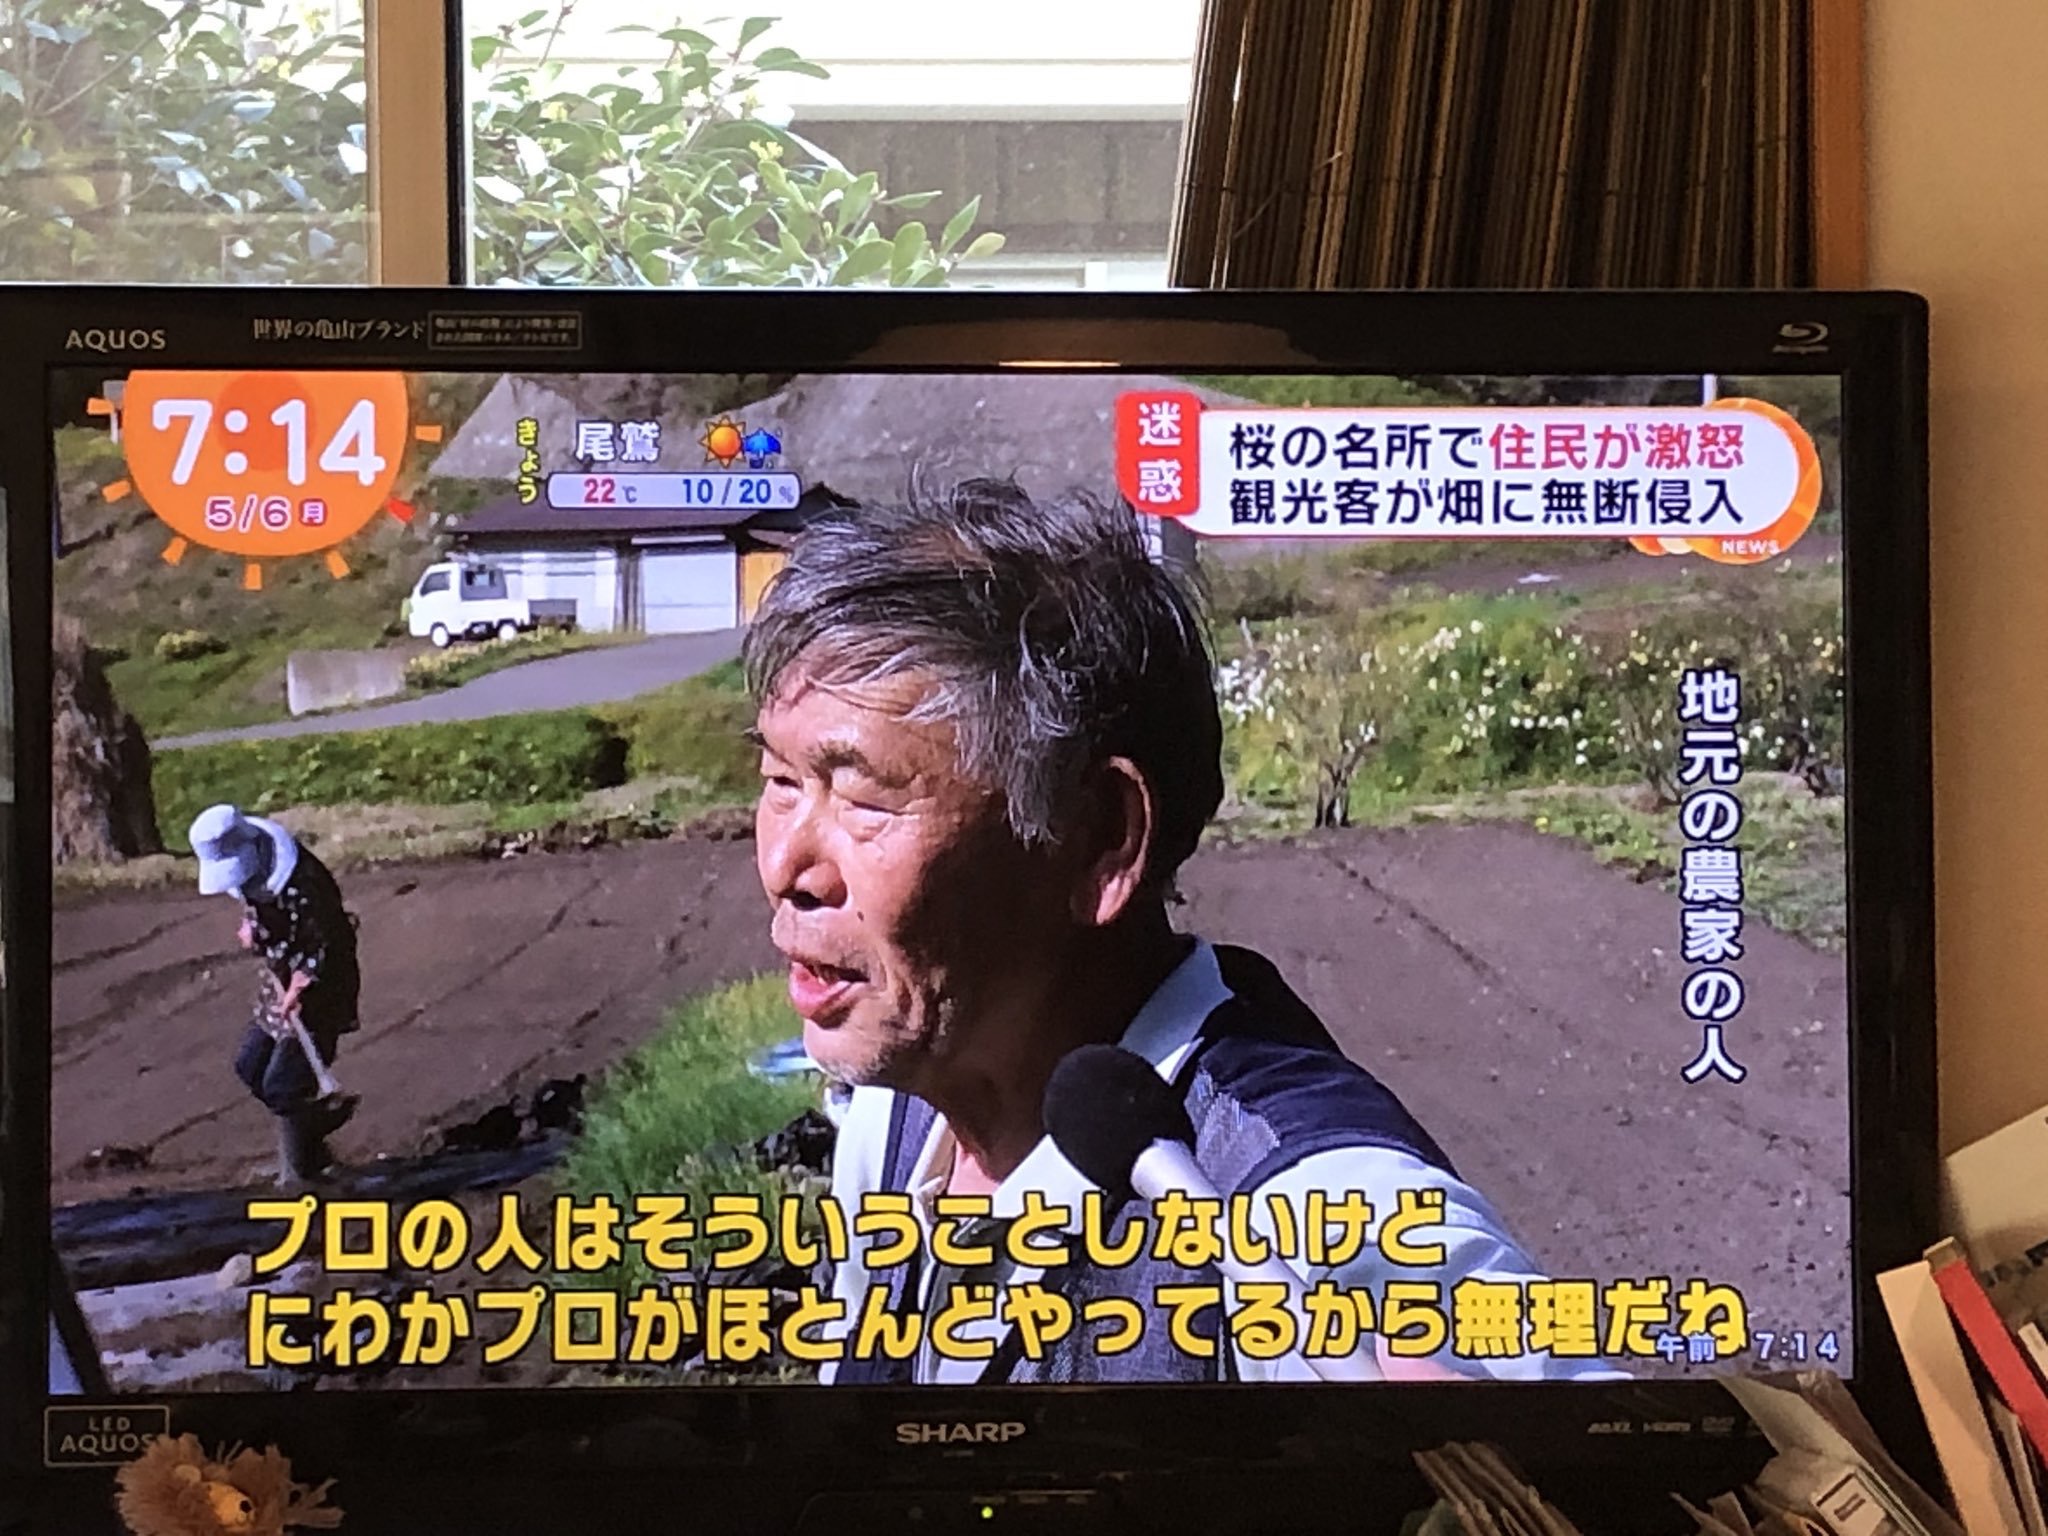 AQUOS
世界の亀山ブランド
7:14
5/6 月
きょう
尾鷲
22℃ 10/20%
迷惑
桜の名所で住民が激怒
観光客が畑に無断侵入
NEWS
地元の農家の人
プロの人はそういうことしないけど
にわかプロがほとんどやってるから無理だね
午前 7:14
LED
AQUOS
SHARP